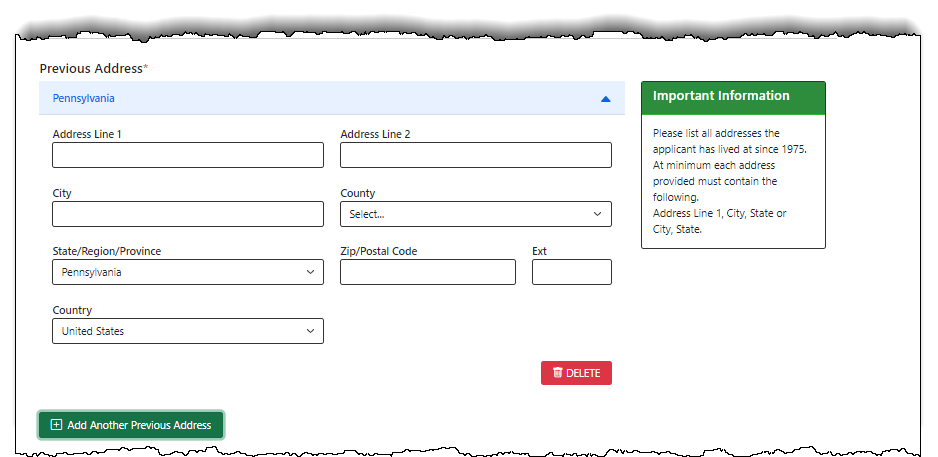 Previous Address*
Pennsylvania
Address Line 1
Address Line 2
City
County
Select...
State/Region/Province
Zip/Postal Code
Ext
Pennsylvania
Country
United States
DELETE
Add Another Previous Address
Important Information
Please list all addresses the
applicant has lived at since 1975.
At minimum each address
provided must contain the
following.
Address Line 1, City, State or
City, State.